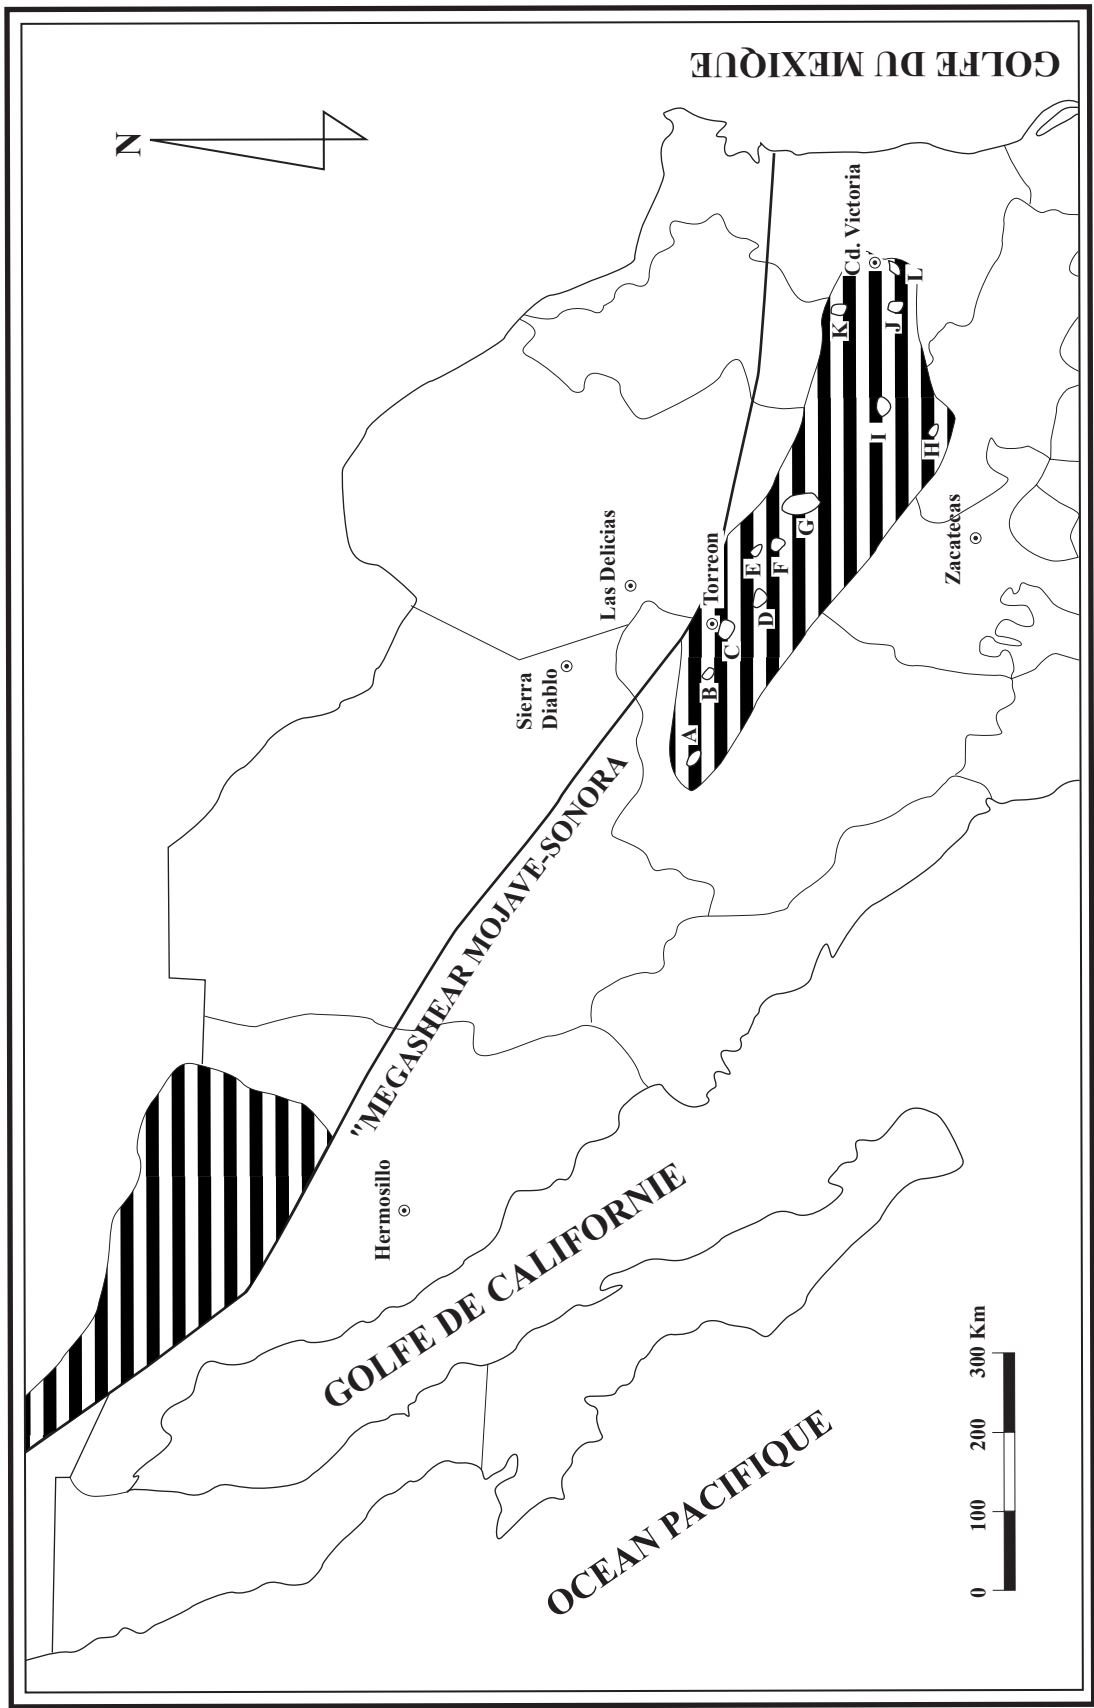 N
GOLFE DU MEXIQUE
Sierra
Diablo
Las Delicias
Torreon
Cd. Victoria
Zacatecas
Hermosillo
"MEGASHEAR MOJAVE-SONORA
GOLFE DE CALIFORNIE
OCEAN PACIFIQUE
A
B
C
D
E
F
G
H
I
J
K
L
0 100 200 300 Km